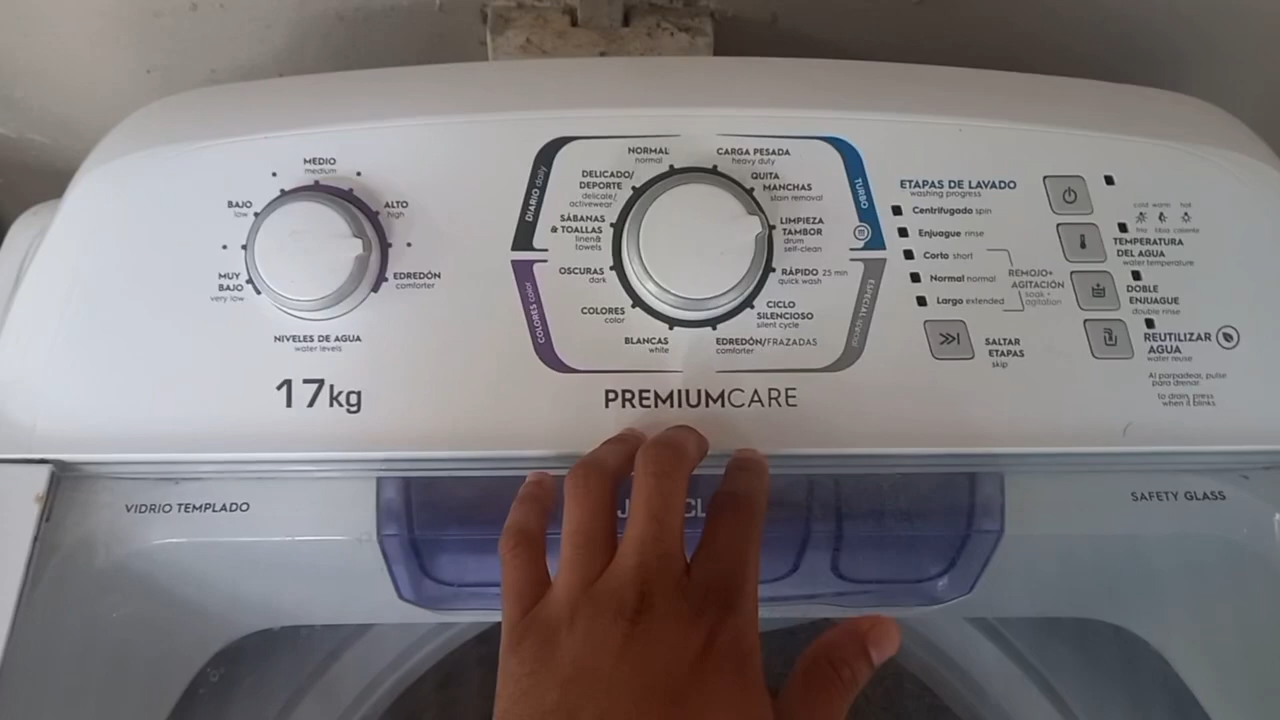 MEDIO
medium
BAJO
low
ALTO
high
MUY
BAJO
very low
EDREDÓN
comforter
NIVELES DE AGUA
water levels
17kg
DIARIO daily
NORMAL
normal
DELICADO/
DEPORTE
delicate/
activewear
SÁBANAS
& TOALLAS
linen&
towels
COLORES color
OSCURAS
dark
COLORES
color
BLANCAS
white
TURBO
CARGA PESADA
heavy duty
QUITA
MANCHAS
stain removal
LIMPIEZA
TAMBOR
drum
self-clean
ESPECIAL special
RÁPIDO 25 min
quick wash
CICLO
SILENCIOSO
silent cycle
EDREDÓN/FRAZADAS
comforter
PREMIUMCARE
ETAPAS DE LAVADO
washing progress
Centrifugado spin
Enjuague rinse
Corto short
Normal normal
Largo extended
REMOJO+
AGITACIÓN
soak +
agitation
SALTAR
ETAPAS
skip
cold warm hot
fría tibia caliente
TEMPERATURA
DEL AGUA
water temperature
DOBLE
ENJUAGUE
double rinse
REUTILIZAR
AGUA
water reuse
Al parpadear, pulse
para drenar.
to drain, press
when it blinks.
VIDRIO TEMPLADO
SAFETY GLASS